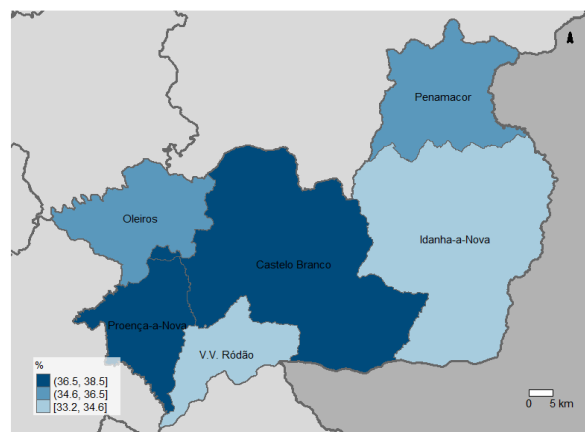 Penamacor
Oleiros
Idanha-a-Nova
Castelo Branco
Proença-a-Nova
V.V. Ródão
%
(36.5, 38.5]
(34.6, 36.5]
[33.2, 34.6]
0 5 km